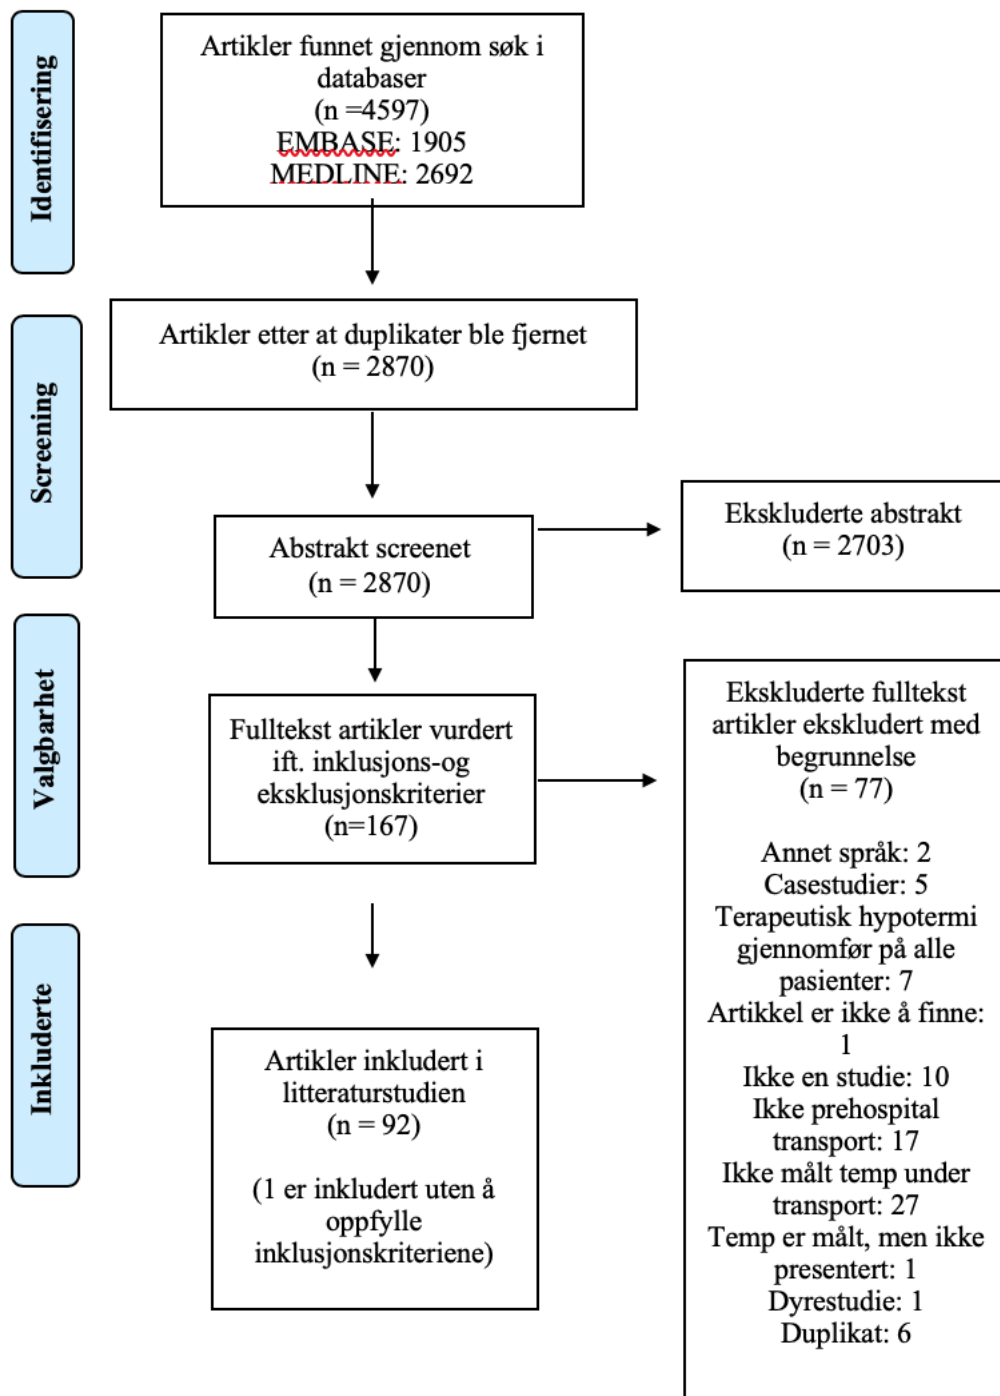 Identifisering
Artikler funnet gjennom søk i
databaser
(n =4597)
EMBASE: 1905
MEDLINE: 2692
Screening
Artikler etter at duplikater ble fjernet
(n = 2870)
Abstrakt screenet
(n = 2870)
Ekskluderte abstrakt
(n = 2703)
Valgbarhet
Fulltekst artikler vurdert
ift. inklusjons-og
eksklusjonskriterier
(n=167)
Ekskluderte fulltekst
artikler ekskludert med
begrunnelse
(n = 77)
Annet språk: 2
Casestudier: 5
Terapeutisk hypotermi
gjennomfør på alle
pasienter: 7
Artikkel er ikke å finne:
1
Ikke en studie: 10
Ikke prehospital
transport: 17
Ikke målt temp under
transport: 27
Temp er målt, men ikke
presentert: 1
Dyrestudie: 1
Duplikat: 6
Inkluderte
Artikler inkludert i
litteraturstudien
(n = 92)
(1 er inkludert uten å
oppfylle
inklusjonskriteriene)